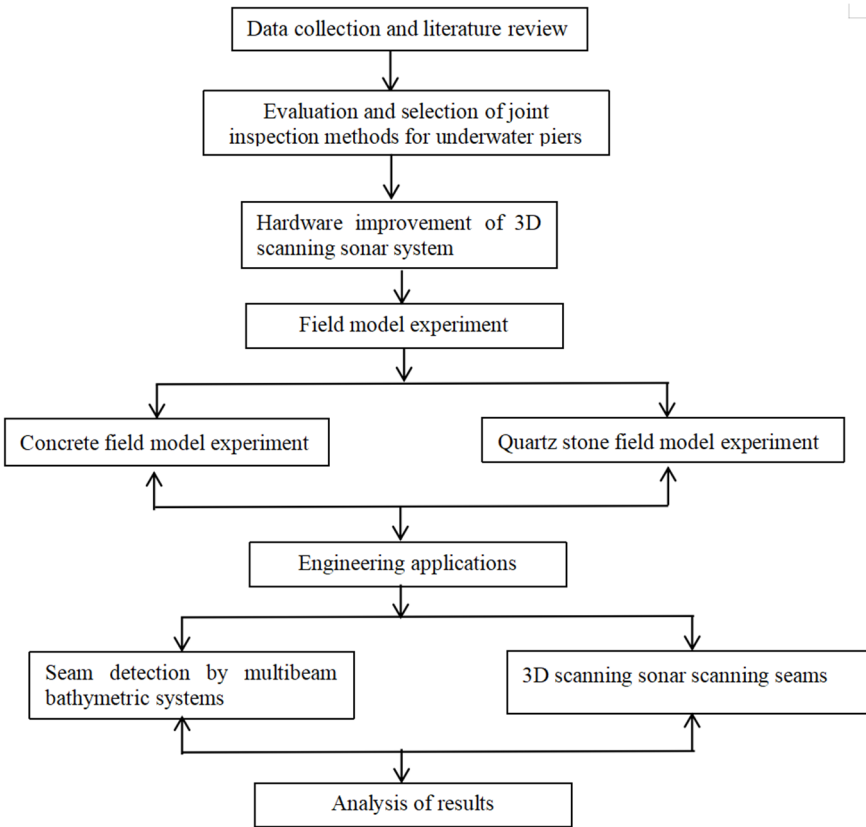 Data collection and literature review
Evaluation and selection of joint
inspection methods for underwater piers
Hardware improvement of 3D
scanning sonar system
Field model experiment
Concrete field model experiment
Quartz stone field model experiment
Engineering applications
Seam detection by multibeam
bathymetric systems
3D scanning sonar scanning seams
Analysis of results